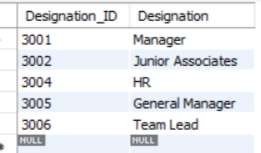 Designation_ID Designation
3001 Manager
3002 Junior Associates
3004 HR
3005 General Manager
3006 Team Lead
NULL NULL